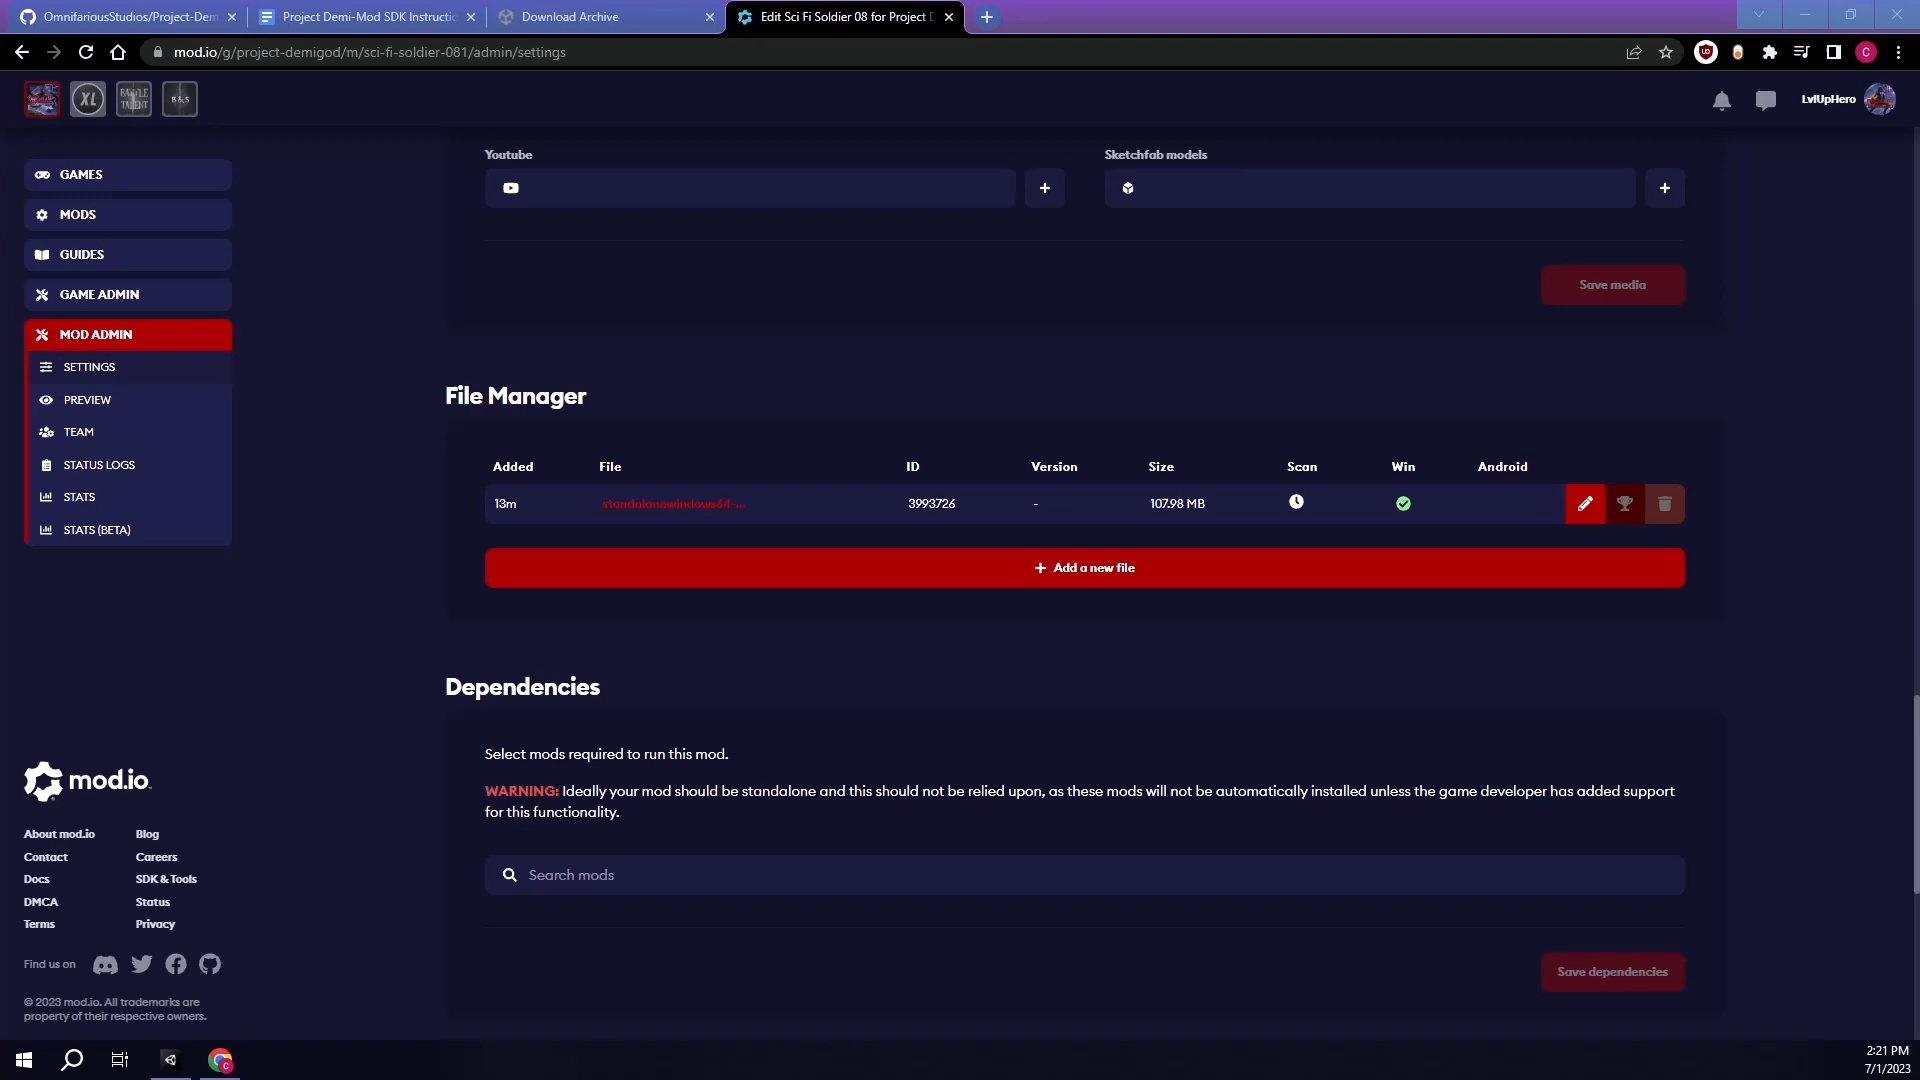 OmnifariousStudios/Project-Dem
Project Demi-Mod SDK Instructio
Download Archive
Edit Sci Fi Soldier 08 for Project D
mod.io/g/project-demigod/m/sci-fi-soldier-081/admin/settings
C
XL
BATTLE TALENT
B&S
LvlUpHero
GAMES
MODS
GUIDES
GAME ADMIN
MOD ADMIN
SETTINGS
PREVIEW
TEAM
STATUS LOGS
STATS
STATS (BETA)
Youtube
Sketchfab models
Save media
File Manager
Added File ID Version Size Scan Win Android
13m standalonewindows64-... 3993726 - 107.98 MB
+ Add a new file
Dependencies
Select mods required to run this mod.
WARNING: Ideally your mod should be standalone and this should not be relied upon, as these mods will not be automatically installed unless the game developer has added support
for this functionality.
Search mods
Save dependencies
mod.io
About mod.io Blog
Contact Careers
Docs SDK & Tools
DMCA Status
Terms Privacy
Find us on
© 2023 mod.io. All trademarks are
property of their respective owners.
2:21 PM
7/1/2023